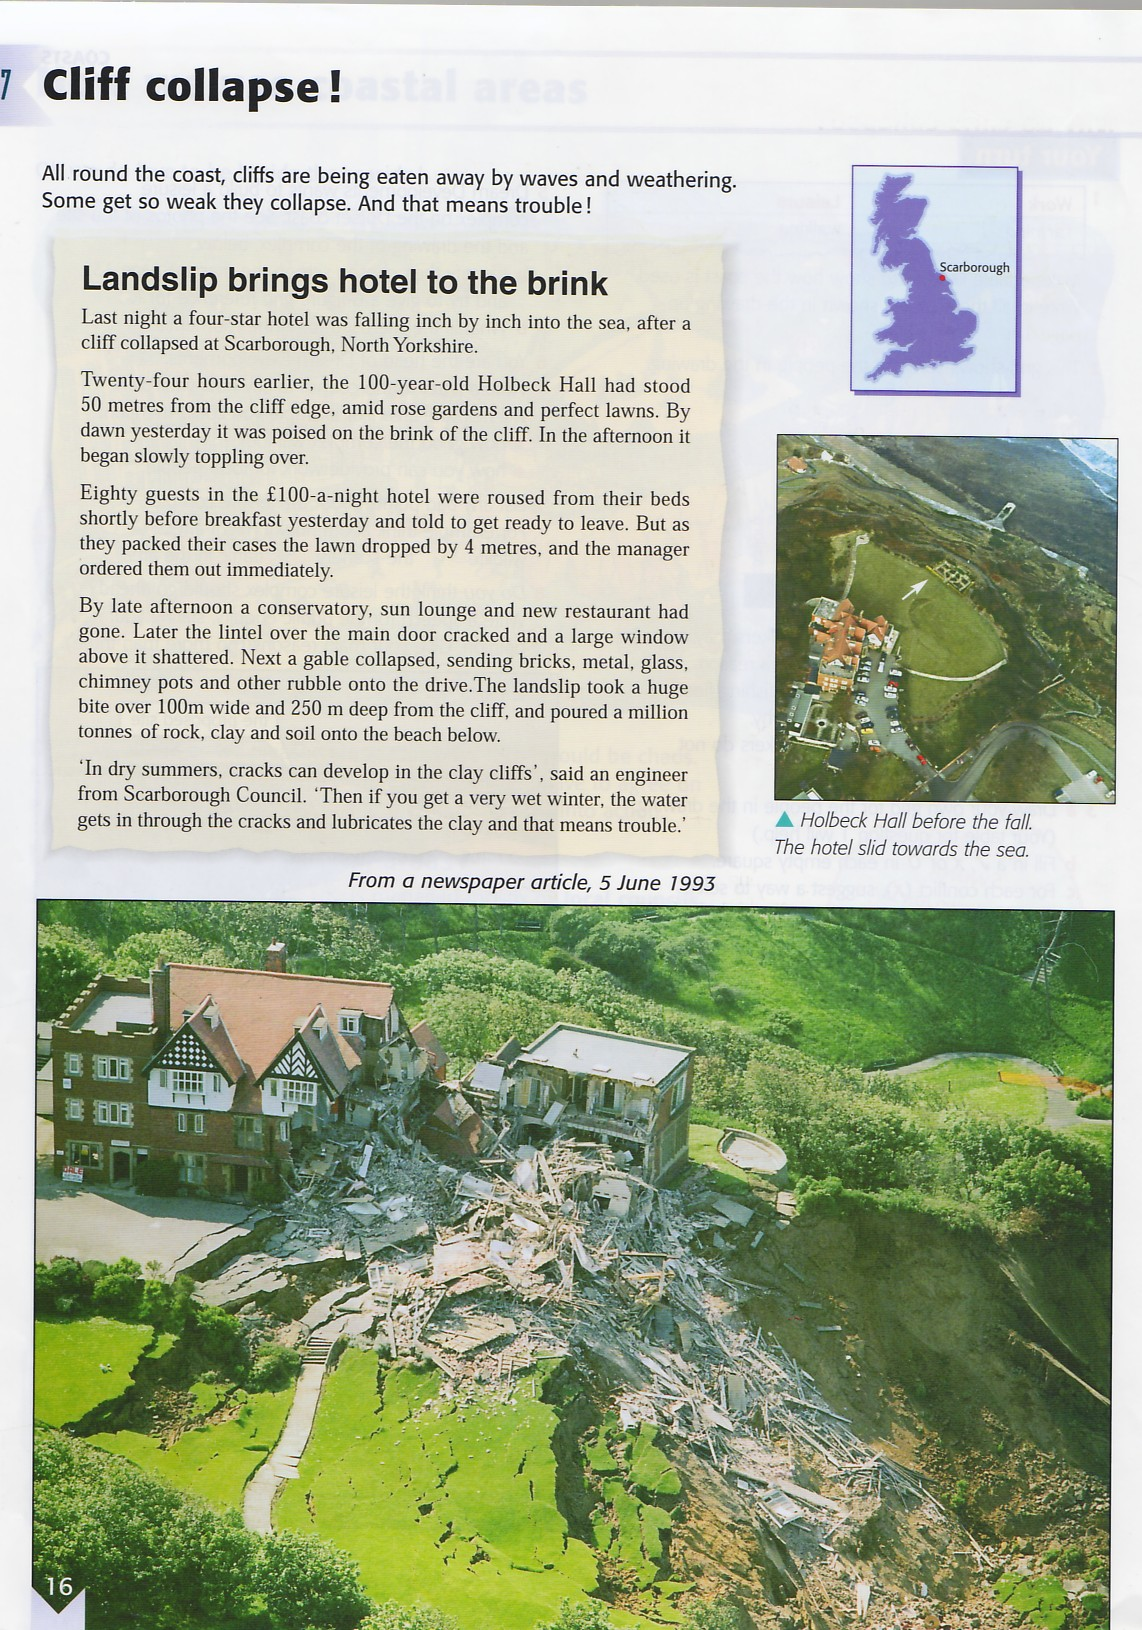 7 Cliff collapse!
All round the coast, cliffs are being eaten away by waves and weathering.
Some get so weak they collapse. And that means trouble!
Landslip brings hotel to the brink
Last night a four-star hotel was falling inch by inch into the sea, after a
cliff collapsed at Scarborough, North Yorkshire.
Twenty-four hours earlier, the 100-year-old Holbeck Hall had stood
50 metres from the cliff edge, amid rose gardens and perfect lawns. By
dawn yesterday it was poised on the brink of the cliff. In the afternoon it
began slowly toppling over.
Eighty guests in the £100-a-night hotel were roused from their beds
shortly before breakfast yesterday and told to get ready to leave. But as
they packed their cases the lawn dropped by 4 metres, and the manager
ordered them out immediately.
By late afternoon a conservatory, sun lounge and new restaurant had
gone. Later the lintel over the main door cracked and a large window
above it shattered. Next a gable collapsed, sending bricks, metal, glass,
chimney pots and other rubble onto the drive.The landslip took a huge
bite over 100m wide and 250 m deep from the cliff, and poured a million
tonnes of rock, clay and soil onto the beach below.
‘In dry summers, cracks can develop in the clay cliffs’, said an engineer
from Scarborough Council. ‘Then if you get a very wet winter, the water
gets in through the cracks and lubricates the clay and that means trouble.’
From a newspaper article, 5 June 1993
Scarborough
▲ Holbeck Hall before the fall.
The hotel slid towards the sea.
16